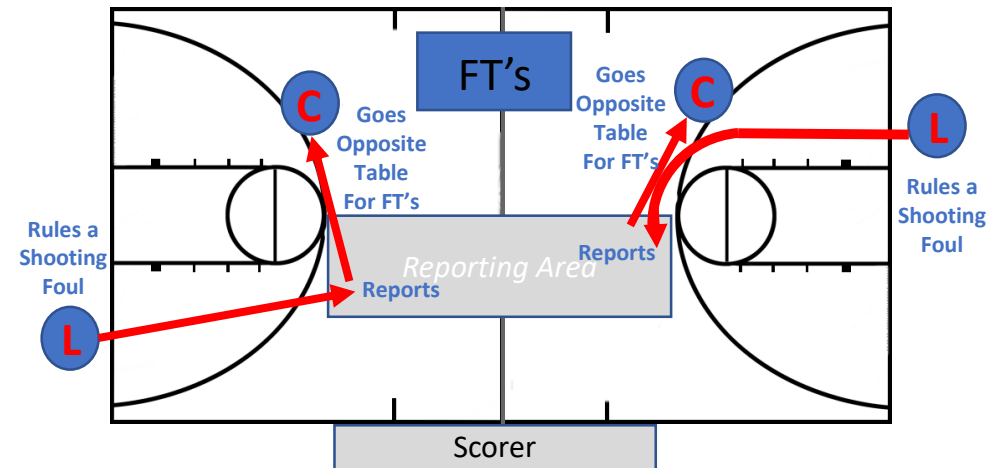 FT's
C
Goes
Opposite
Table
For FT's
Rules a
Shooting
Foul
L
Reports
Reporting Area
Goes
Opposite
Table
For FT's
C
L
Rules a
Shooting
Foul
Reports
Scorer